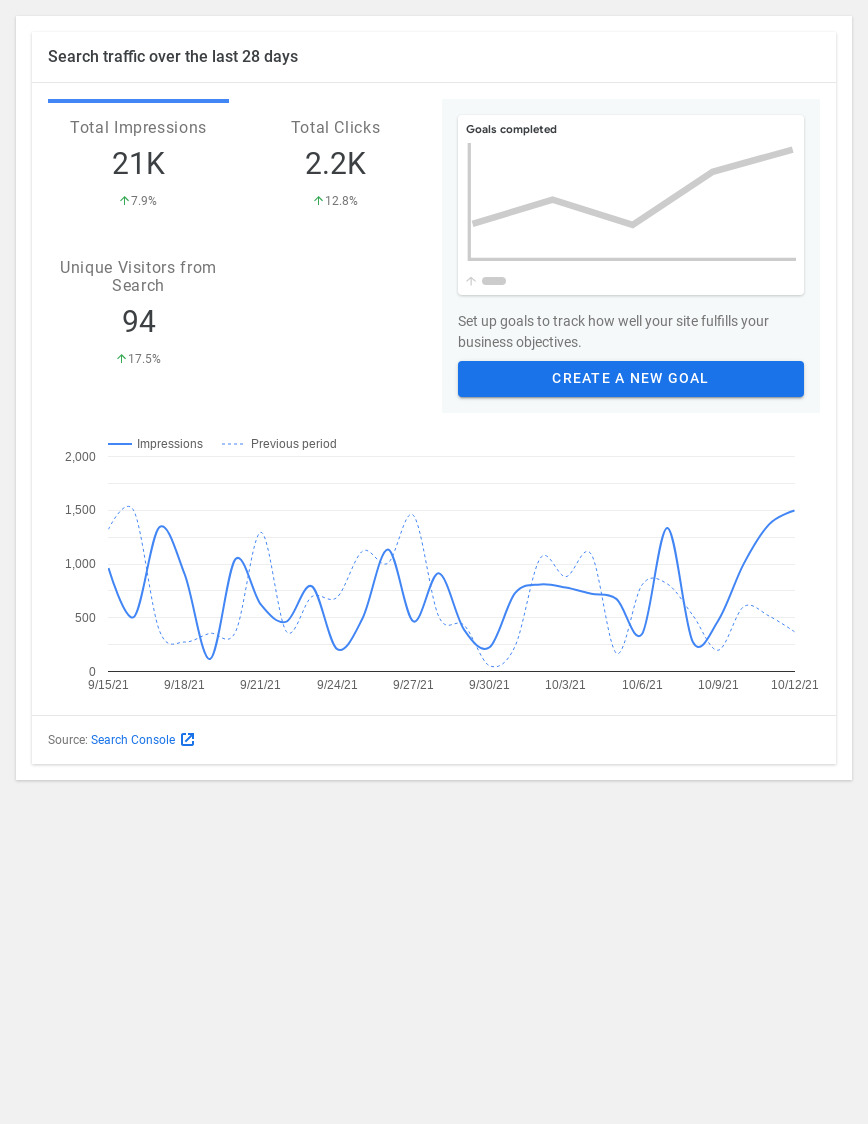 Search traffic over the last 28 days
Total Impressions
21K
7.9%
Total Clicks
2.2K
12.8%
Unique Visitors from
Search
94
17.5%
Goals completed
Set up goals to track how well your site fulfills your
business objectives.
CREATE A NEW GOAL
Impressions
Previous period
2,000
1,500
1,000
500
0
9/15/21 9/18/21 9/21/21 9/24/21 9/27/21 9/30/21 10/3/21 10/6/21 10/9/21 10/12/21
Source: Search Console